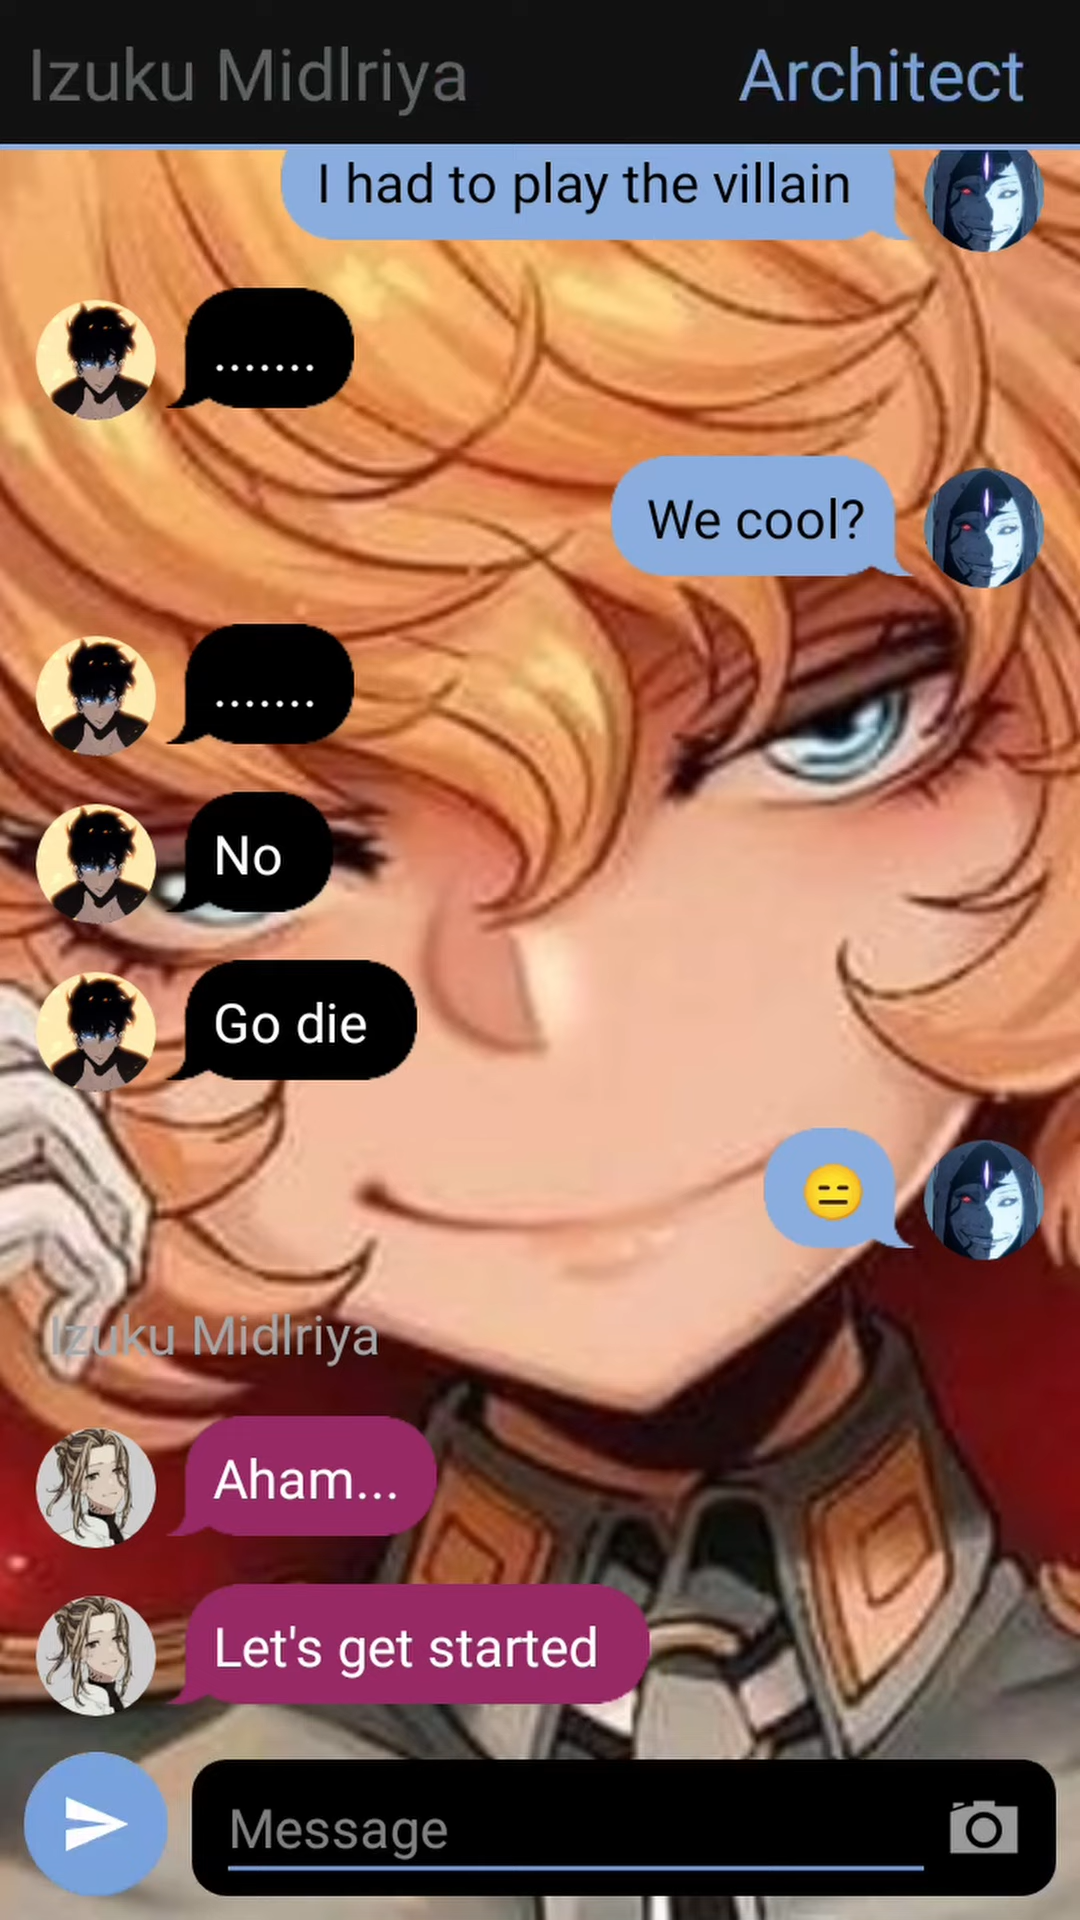 Izuku Midlriya
Architect
I had to play the villain
.......
We cool?
.......
No
Go die
😑
Izuku Midlriya
Aham...
Let's get started
Message